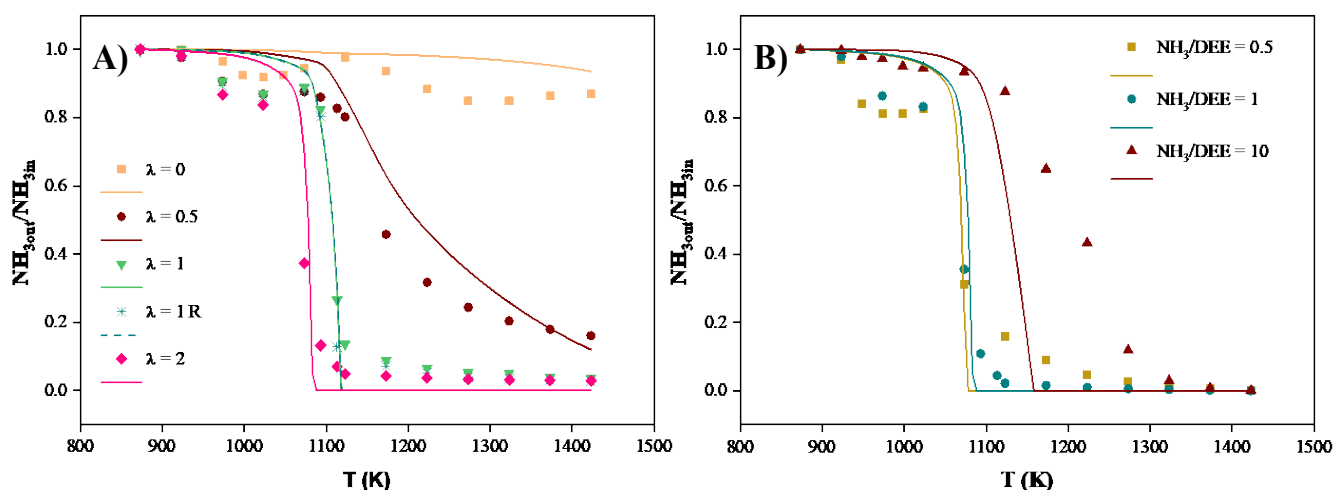 A)
NH3out/NH3in
1.0
0.8
0.6
0.4
0.2
0.0
λ = 0
λ = 0.5
λ = 1
λ = 1 R
λ = 2
800 900 1000 1100 1200 1300 1400 1500
T (K)
B)
NH3out/NH3in
1.0
0.8
0.6
0.4
0.2
0.0
NH3/DEE = 0.5
NH3/DEE = 1
NH3/DEE = 10
800 900 1000 1100 1200 1300 1400 1500
T (K)